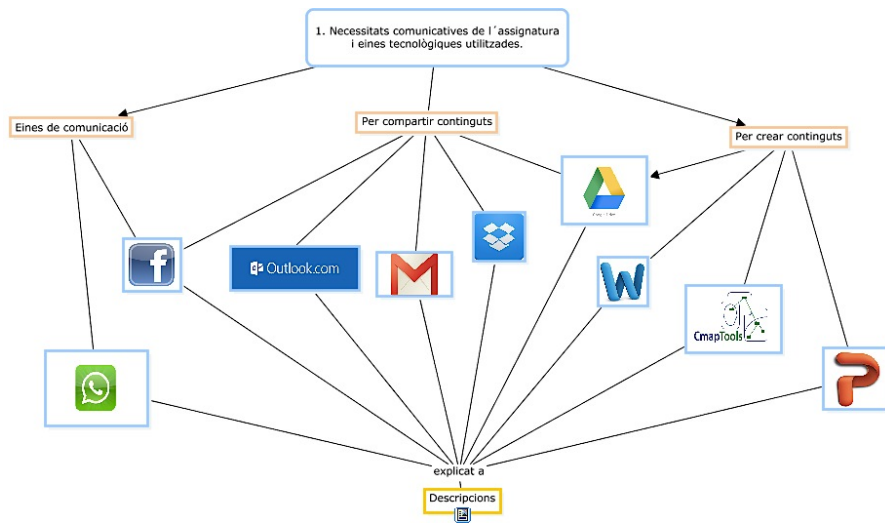 1. Necessitats comunicatives de l´assignatura
i eines tecnològiques utilitzades.
Eines de comunicació
Per compartir continguts
Per crear continguts
Outlook.com
CmapTools
explicat a
Descripcions